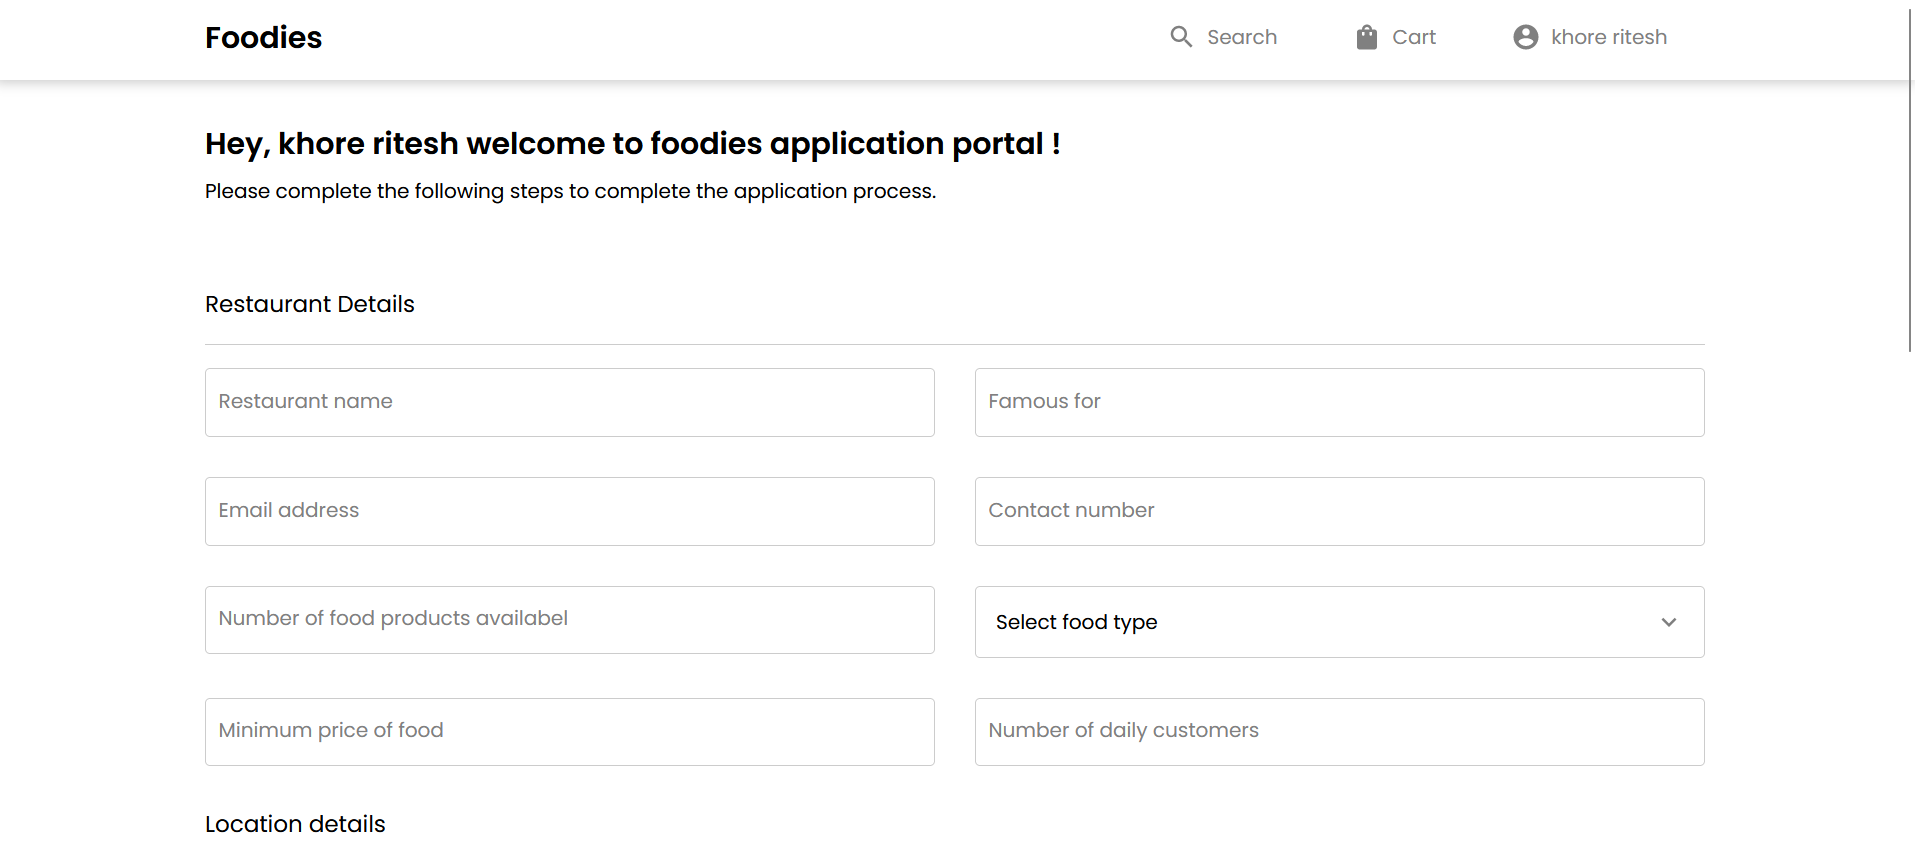 Foodies
Search
Cart
khore ritesh
Hey, khore ritesh welcome to foodies application portal !
Please complete the following steps to complete the application process.
Restaurant Details
Restaurant name
Famous for
Email address
Contact number
Number of food products availabel
Select food type
Minimum price of food
Number of daily customers
Location details